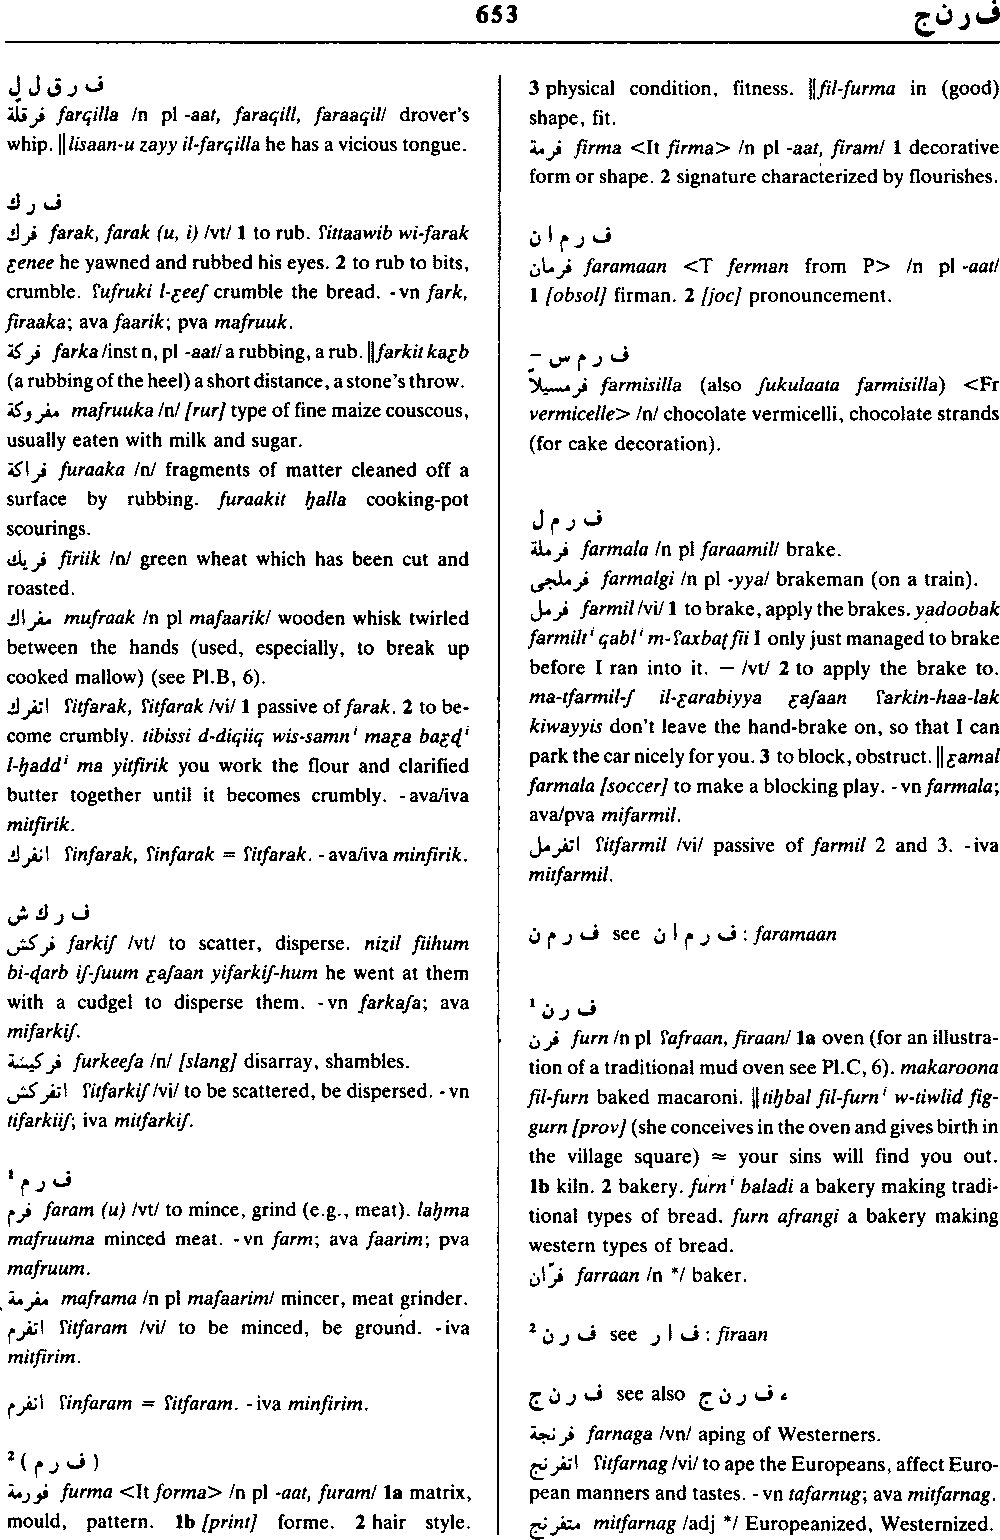 653
فرنج
ف ر ق ل ل
فرقلة farqilla /n pl -aat, faraqill, faraaqil/ drover's
whip. ‖lisaan-u zayy il-farqilla he has a vicious tongue.
ف ر ك
فرك farak, farak (u, i) /vt/ 1 to rub. ʕittaawib wi-farak
ɛenee he yawned and rubbed his eyes. 2 to rub to bits,
crumble. ʕufruki l-ɛeeʃ crumble the bread. -vn fark,
firaaka; ava faarik; pva mafruuk.
فركة farka /inst n, pl -aat/ a rubbing, a rub. ‖farkit kaɛb
(a rubbing of the heel) a short distance, a stone's throw.
مفروكة mafruuka /n/ [rur] type of fine maize couscous,
usually eaten with milk and sugar.
فراكة furaaka /n/ fragments of matter cleaned off a
surface by rubbing. furaakit ḥalla cooking-pot
scourings.
فريك firiik /n/ green wheat which has been cut and
roasted.
مفراك mufraak /n pl mafaarik/ wooden whisk twirled
between the hands (used, especially, to break up
cooked mallow) (see Pl.B, 6).
اتفرك ʕitfarak, ʕitfarak /vi/ 1 passive of farak. 2 to be-
come crumbly. tibissi d-diqiiq wis-samnⁱ maɛa baɛḍⁱ
l-ḥaddⁱ ma yitfirik you work the flour and clarified
butter together until it becomes crumbly. -ava/iva
mitfirik.
انفرك ʕinfarak, ʕinfarak = ʕitfarak. -ava/iva minfirik.
ف ر ك ش
فركش farkiʃ /vt/ to scatter, disperse. nizil fiihum
bi-ḍarb iʃ-ʃuum ɛaʃaan yifarkiʃ-hum he went at them
with a cudgel to disperse them. -vn farkaʃa; ava
mifarkiʃ.
فركيشة furkeeʃa /n/ [slang] disarray, shambles.
اتفركش ʕitfarkiʃ /vi/ to be scattered, be dispersed. -vn
tifarkiiʃ; iva mitfarkiʃ.
ف ر م ¹
فرم faram (u) /vt/ to mince, grind (e.g., meat). laḥma
mafruuma minced meat. -vn farm; ava faarim; pva
mafruum.
مفرمة maframa /n pl mafaarim/ mincer, meat grinder.
اتفرم ʕitfaram /vi/ to be minced, be ground. -iva
mitfirim.
انفرم ʕinfaram = ʕitfaram. -iva minfirim.
(ف ر م) ²
فورمة furma <It forma> /n pl -aat, furam/ 1a matrix,
mould, pattern. 1b [print] forme. 2 hair style.
3 physical condition, fitness. ‖fil-furma in (good)
shape, fit.
فرمة firma <It firma> /n pl -aat, firam/ 1 decorative
form or shape. 2 signature characterized by flourishes.
ف ر م ا ن
فرمان faramaan <T ferman from P> /n pl -aat/
1 [obsol] firman. 2 [joc] pronouncement.
ف ر م س -
فرمسيلا farmisilla (also ʃukulaata farmisilla) <Fr
vermicelle> /n/ chocolate vermicelli, chocolate strands
(for cake decoration).
ف ر م ل
فرملة farmala /n pl faraamil/ brake.
فرملجى farmalgi /n pl -yya/ brakeman (on a train).
فرمل farmil /vi/ 1 to brake, apply the brakes. yadoobak
farmiltⁱ qablⁱ m-ʕaxbaṭ fii I only just managed to brake
before I ran into it. — /vt/ 2 to apply the brake to.
ma-tfarmil-ʃ il-ɛarabiyya ɛaʃaan ʕarkin-haa-lak
kiwayyis don't leave the hand-brake on, so that I can
park the car nicely for you. 3 to block, obstruct. ‖ɛamal
farmala [soccer] to make a blocking play. -vn farmala;
ava/pva mifarmil.
اتفرمل ʕitfarmil /vi/ passive of farmil 2 and 3. -iva
mitfarmil.
ف ر م ن see ف ر م ا ن : faramaan
ف ر ن ¹
فرن furn /n pl ʕafraan, firaan/ 1a oven (for an illustra-
tion of a traditional mud oven see Pl.C, 6). makaroona
fil-furn baked macaroni. ‖tiḥbal fil-furnⁱ w-tiwlid fig-
gurn [prov] (she conceives in the oven and gives birth in
the village square) ≈ your sins will find you out.
1b kiln. 2 bakery. furnⁱ baladi a bakery making tradi-
tional types of bread. furn afrangi a bakery making
western types of bread.
فرّان farraan /n */ baker.
ف ر ن ² see ف ا ر : firaan
ف ر ن ج see also ء ف ر ن ج
فرنجة farnaga /vn/ aping of Westerners.
اتفرنج ʕitfarnag /vi/ to ape the Europeans, affect Euro-
pean manners and tastes. -vn tafarnug; ava mitfarnag.
متفرنج mitfarnag /adj */ Europeanized, Westernized.